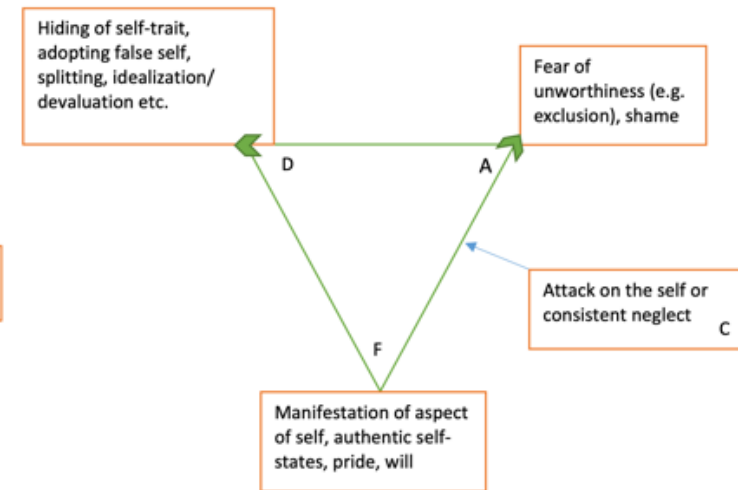 Hiding of self-trait,
adopting false self,
splitting, idealization/
devaluation etc.
Fear of
unworthiness (e.g.
exclusion), shame
D
A
Attack on the self or
consistent neglect
C
F
Manifestation of aspect
of self, authentic self-
states, pride, will